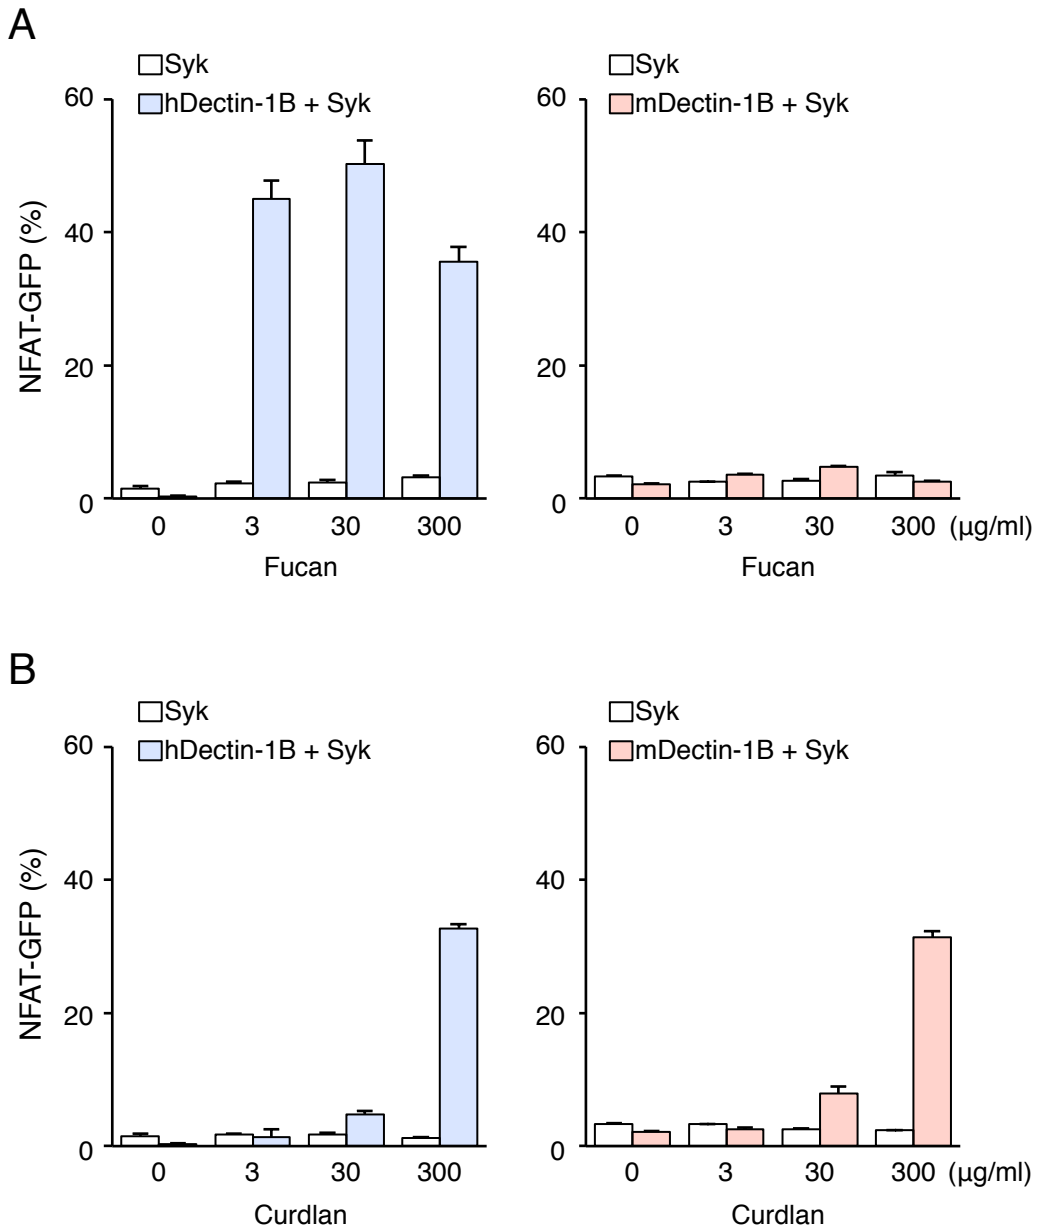 A
Syk
hDectin-1B + Syk
NFAT-GFP (%)
60
40
20
0
0 3 30 300
Fucan
Syk
mDectin-1B + Syk
60
40
20
0
0 3 30 300 (μg/ml)
Fucan
B
Syk
hDectin-1B + Syk
NFAT-GFP (%)
60
40
20
0
0 3 30 300
Curdlan
Syk
mDectin-1B + Syk
60
40
20
0
0 3 30 300 (μg/ml)
Curdlan